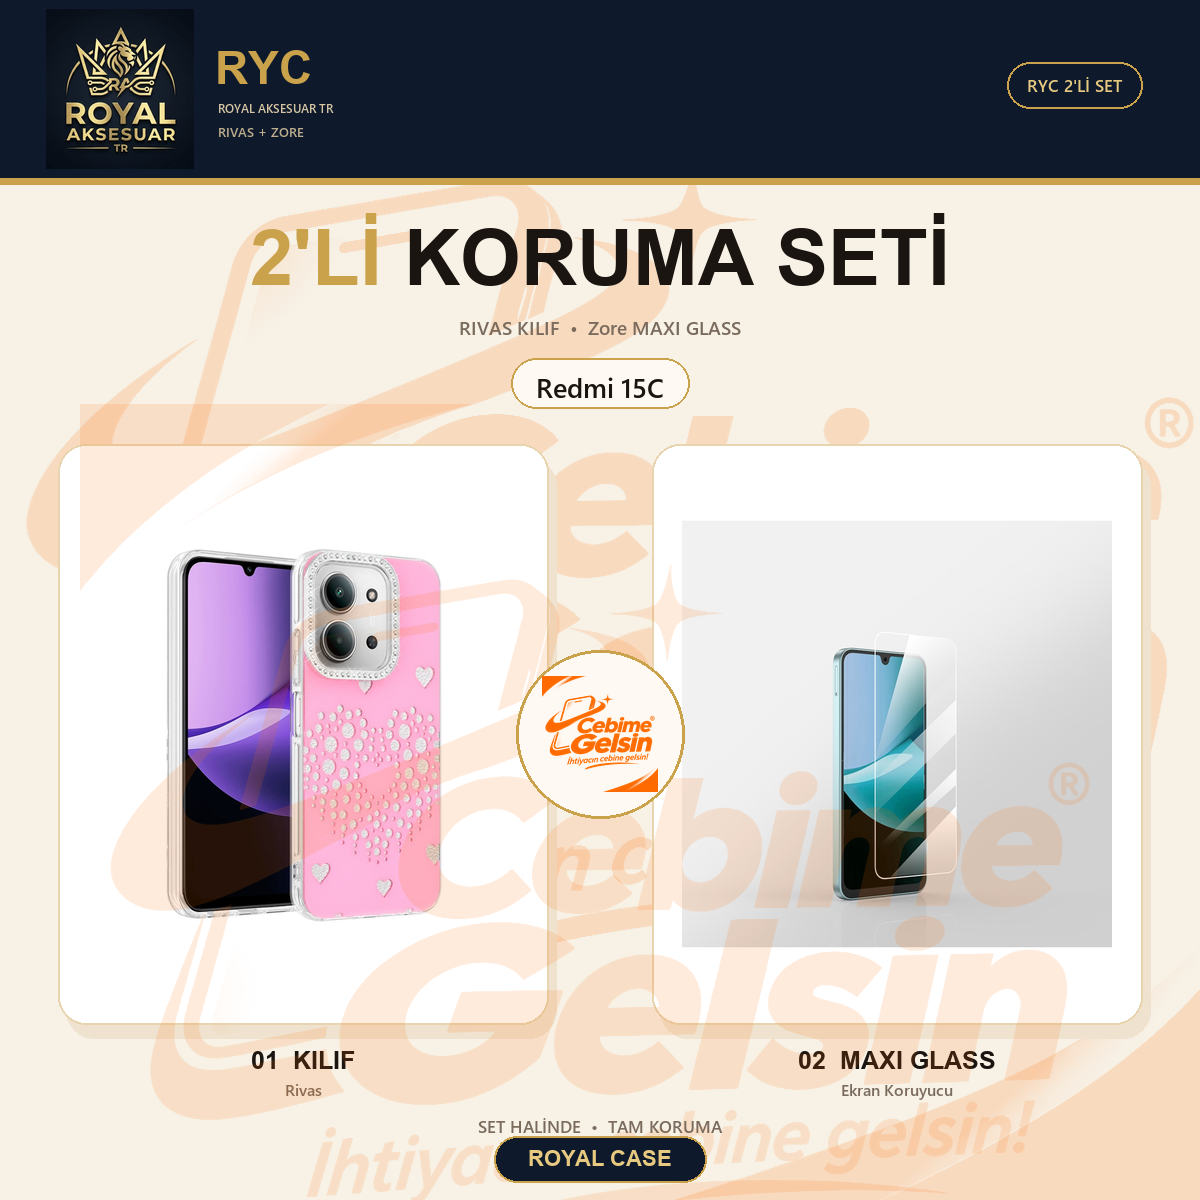 ROYAL
AKSESUAR
TR
RYC
ROYAL AKSESUAR TR
RIVAS + ZORE
RYC 2'Lİ SET
2'Lİ KORUMA SETİ
RIVAS KILIF • Zore MAXI GLASS
Redmi 15C
Cebime®
Gelsin
İhtiyacın cebine gelsin!
01 KILIF
Rivas
02 MAXI GLASS
Ekran Koruyucu
SET HALİNDE • TAM KORUMA
ROYAL CASE
Cebime®
Gelsin